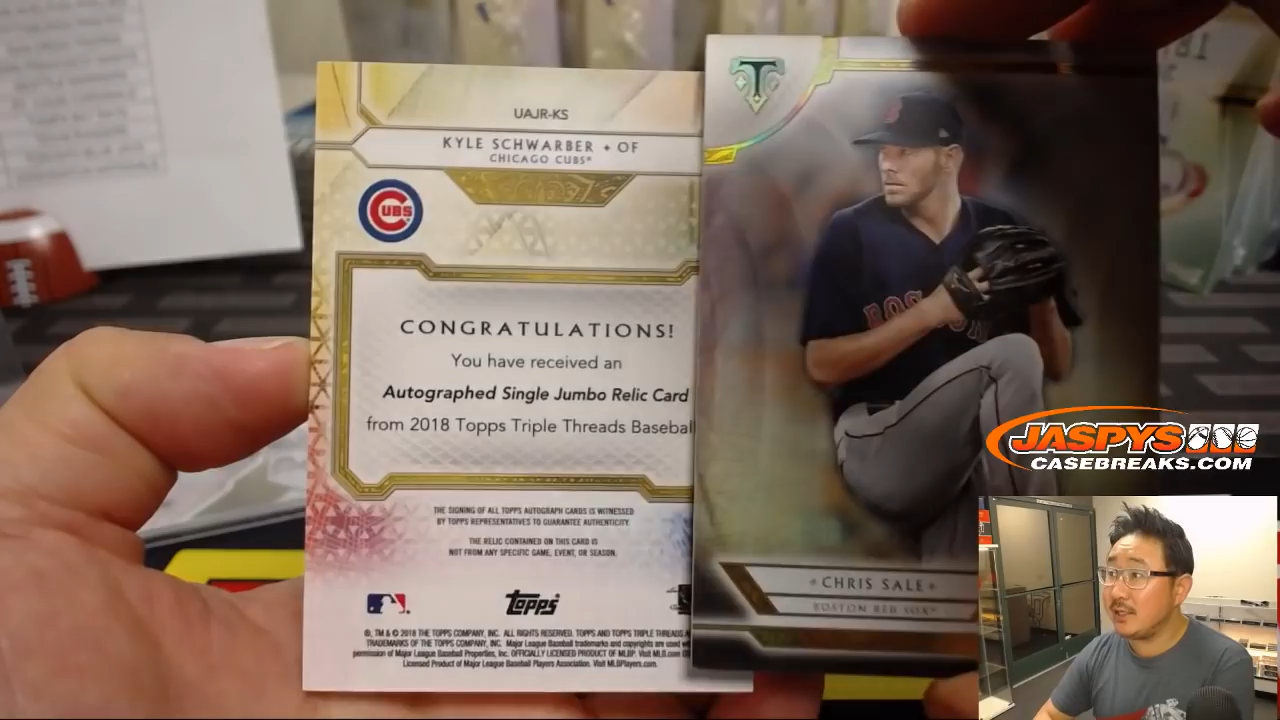 UAJR-KS
KYLE SCHWARBER • OF
CHICAGO CUBS®
CUBS
CONGRATULATIONS!
You have received an
Autographed Single Jumbo Relic Card
from 2018 Topps Triple Threads Baseball
THE SIGNING OF ALL TOPPS AUTOGRAPH CARDS IS WITNESSED
BY TOPPS REPRESENTATIVES TO GUARANTEE AUTHENTICITY.
THE RELIC CONTAINED ON THIS CARD IS
NOT FROM ANY SPECIFIC GAME, EVENT, OR SEASON.
Topps
®, TM & © 2018 THE TOPPS COMPANY, INC. ALL RIGHTS RESERVED. TOPPS AND TOPPS TRIPLE THREADS
TRADEMARKS OF THE TOPPS COMPANY, INC. Major League Baseball trademarks and copyrights are used
permission of Major League Baseball Properties, Inc. OFFICIALLY LICENSED PRODUCT OF MLBP. Visit MLB.com
Licensed Product of Major League Baseball Players Association. Visit MLBPlayers.com.
T
B
BOSTON
CHRIS SALE
BOSTON RED SOX®
JASPYS
CASEBREAKS.COM